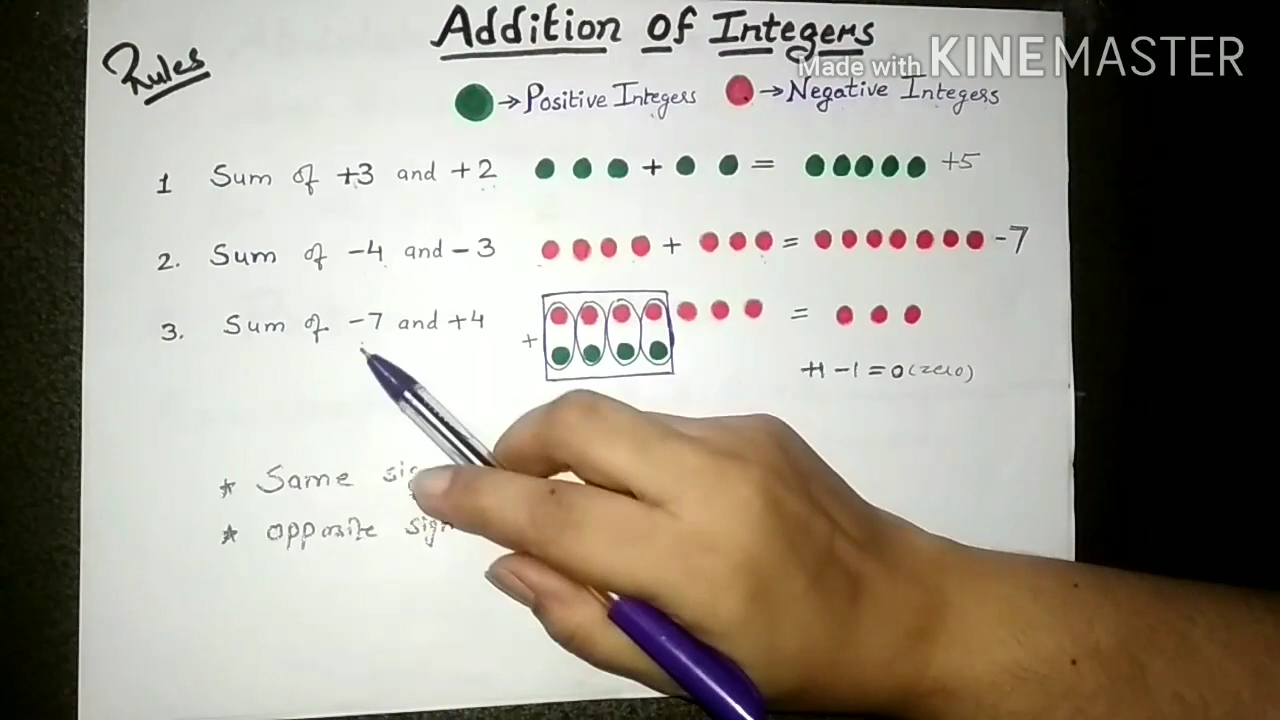 Addition of Integers
Made with KINEMASTER
Rules
→ Positive Integers → Negative Integers
1 Sum of +3 and +2 + = +5
2. Sum of -4 and -3 + = -7
3. Sum of -7 and +4 + =
+1 -1 = 0 (zero)
* Same
* opposite sign